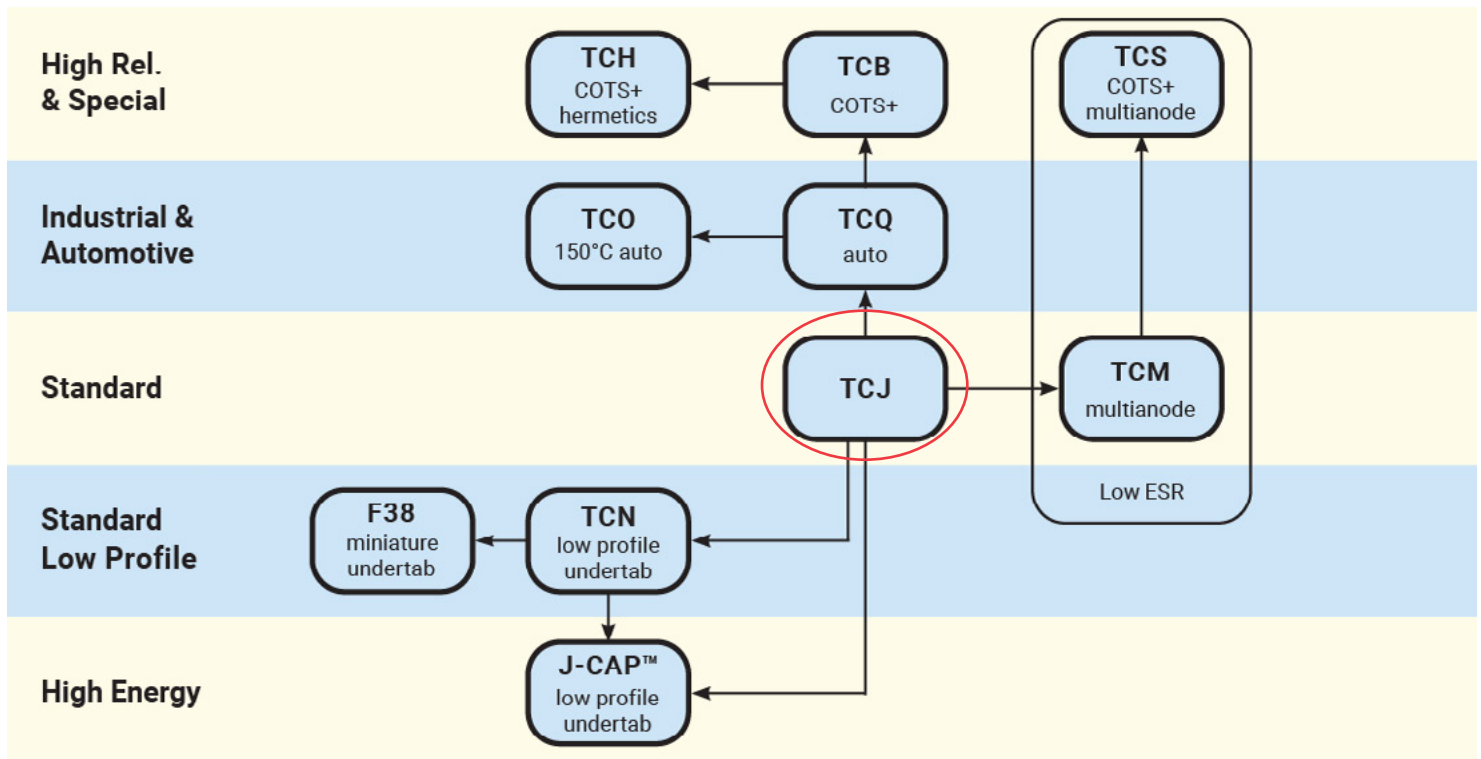 High Rel.
& Special
TCH
COTS+
hermetics
TCB
COTS+
TCS
COTS+
multianode
Industrial &
Automotive
TCO
150°C auto
TCQ
auto
Standard
TCJ
TCM
multianode
Low ESR
Standard
Low Profile
F38
miniature
undertab
TCN
low profile
undertab
High Energy
J-CAP™
low profile
undertab